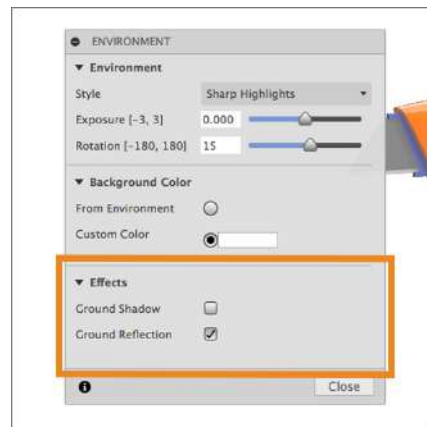 ENVIRONMENT
Environment
Style Sharp Highlights
Exposure [-3, 3] 0.000
Rotation [-180, 180] 15
Background Color
From Environment
Custom Color
Effects
Ground Shadow
Ground Reflection
Close